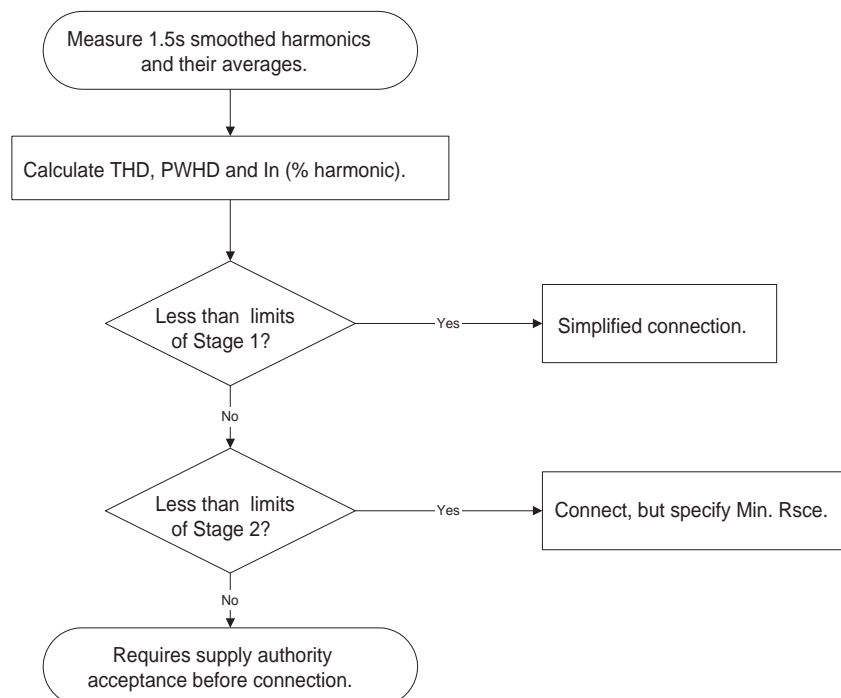 Measure 1.5s smoothed harmonics
and their averages.
Calculate THD, PWHD and In (% harmonic).
Less than limits
of Stage 1?
Yes
Simplified connection.
No
Less than limits
of Stage 2?
Yes
Connect, but specify Min. Rsce.
No
Requires supply authority
acceptance before connection.